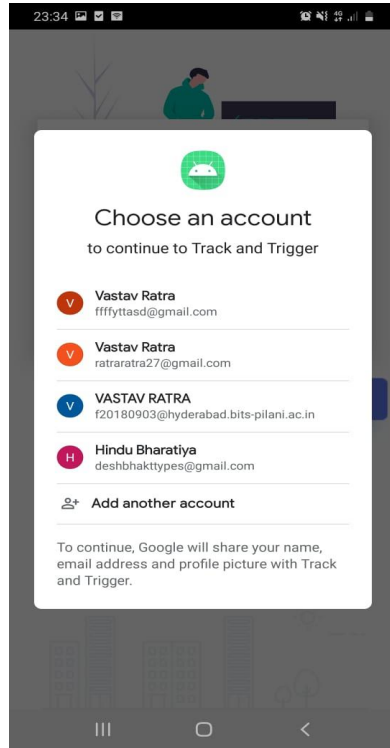 23:34
4G
Choose an account
to continue to Track and Trigger
V
Vastav Ratra
ffffyttasd@gmail.com
V
Vastav Ratra
ratraratra27@gmail.com
V
VASTAV RATRA
f20180903@hyderabad.bits-pilani.ac.in
H
Hindu Bharatiya
deshbhakttypes@gmail.com
Add another account
To continue, Google will share your name,
email address and profile picture with Track
and Trigger.